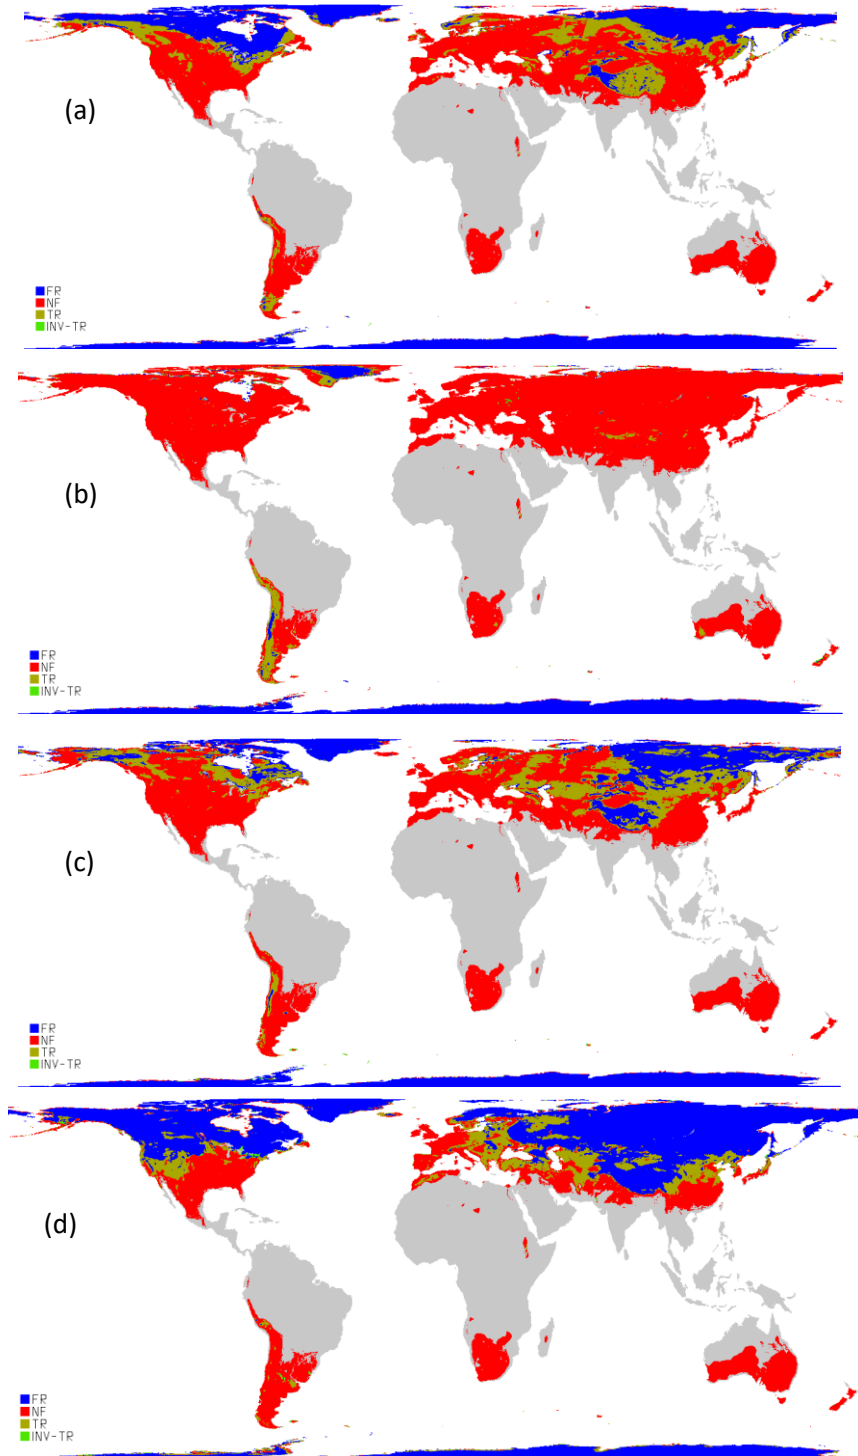 (a)
FR
NF
TR
INV-TR
(b)
FR
NF
TR
INV-TR
(c)
FR
NF
TR
INV-TR
(d)
FR
NF
TR
INV-TR